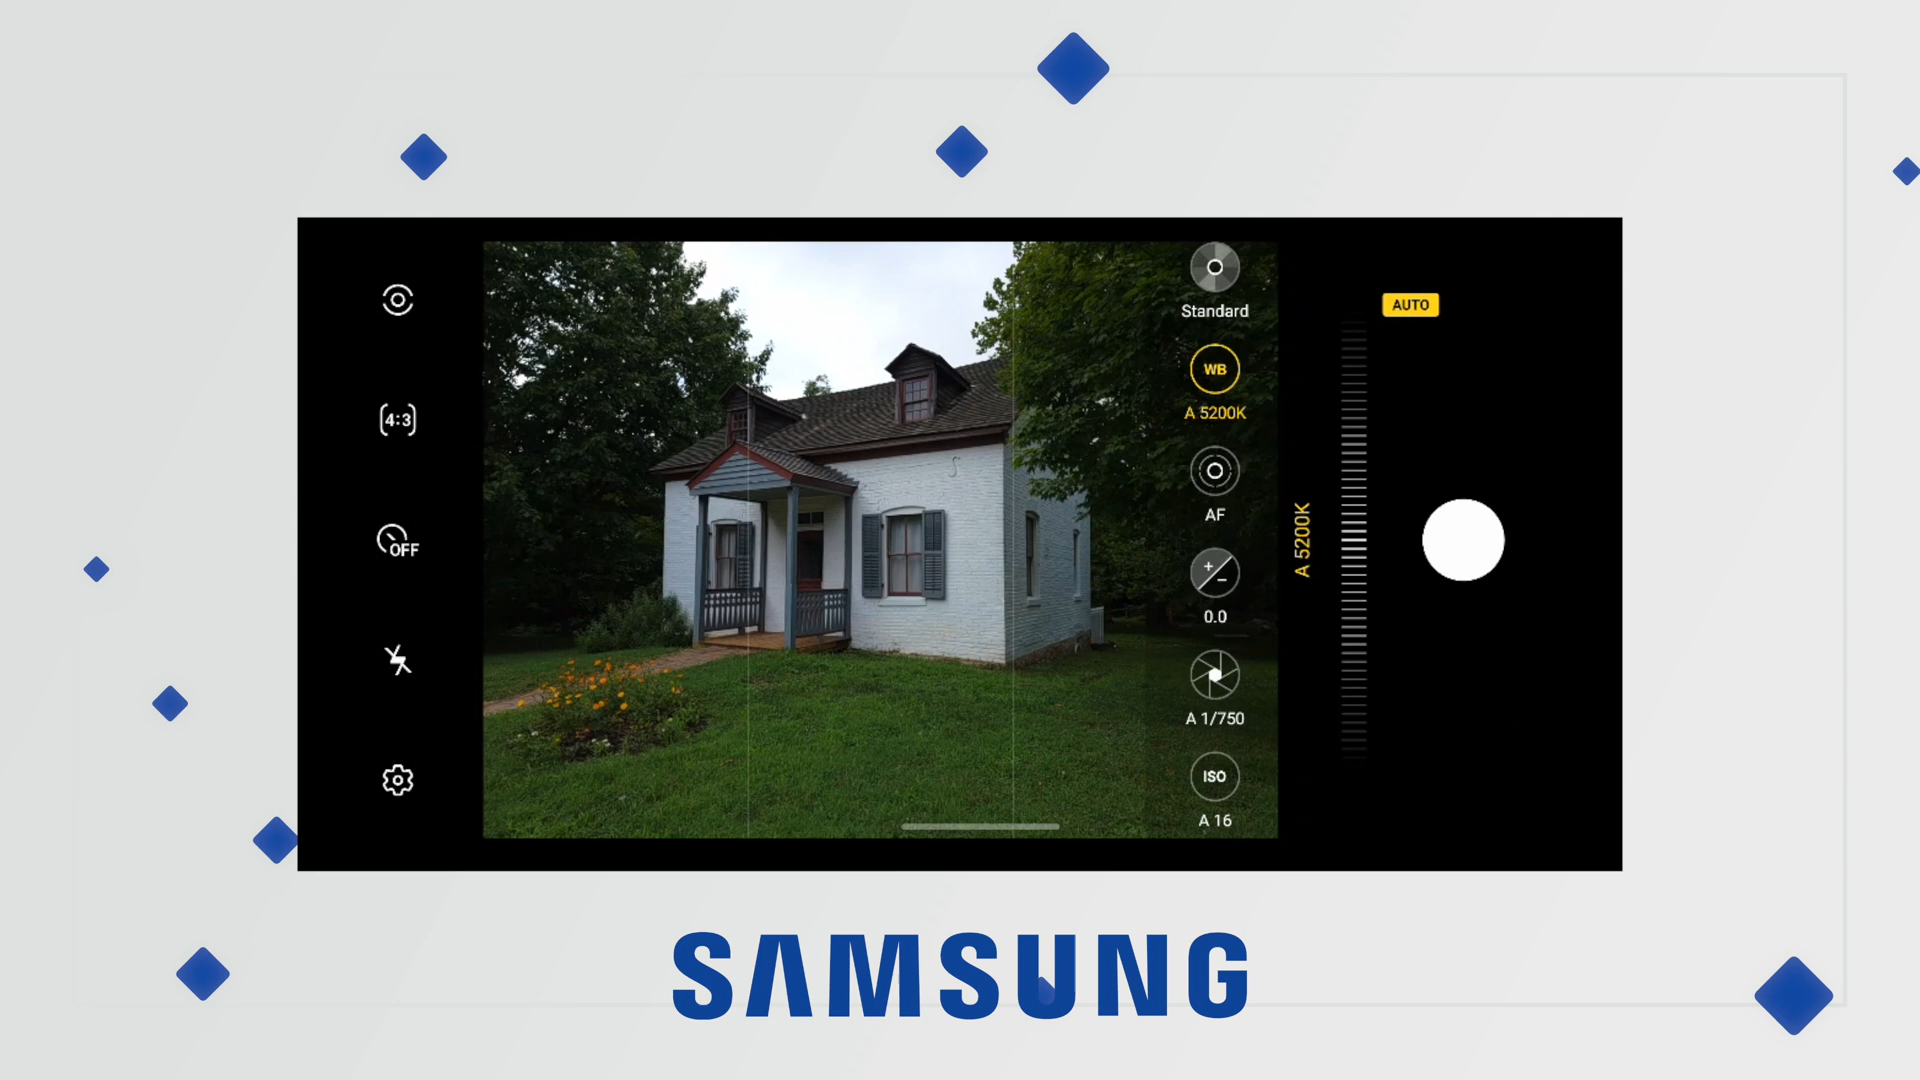 4:3
OFF
Standard
WB
A 5200K
AF
0.0
A 1/750
ISO
A 16
A 5200K
AUTO
SAMSUNG